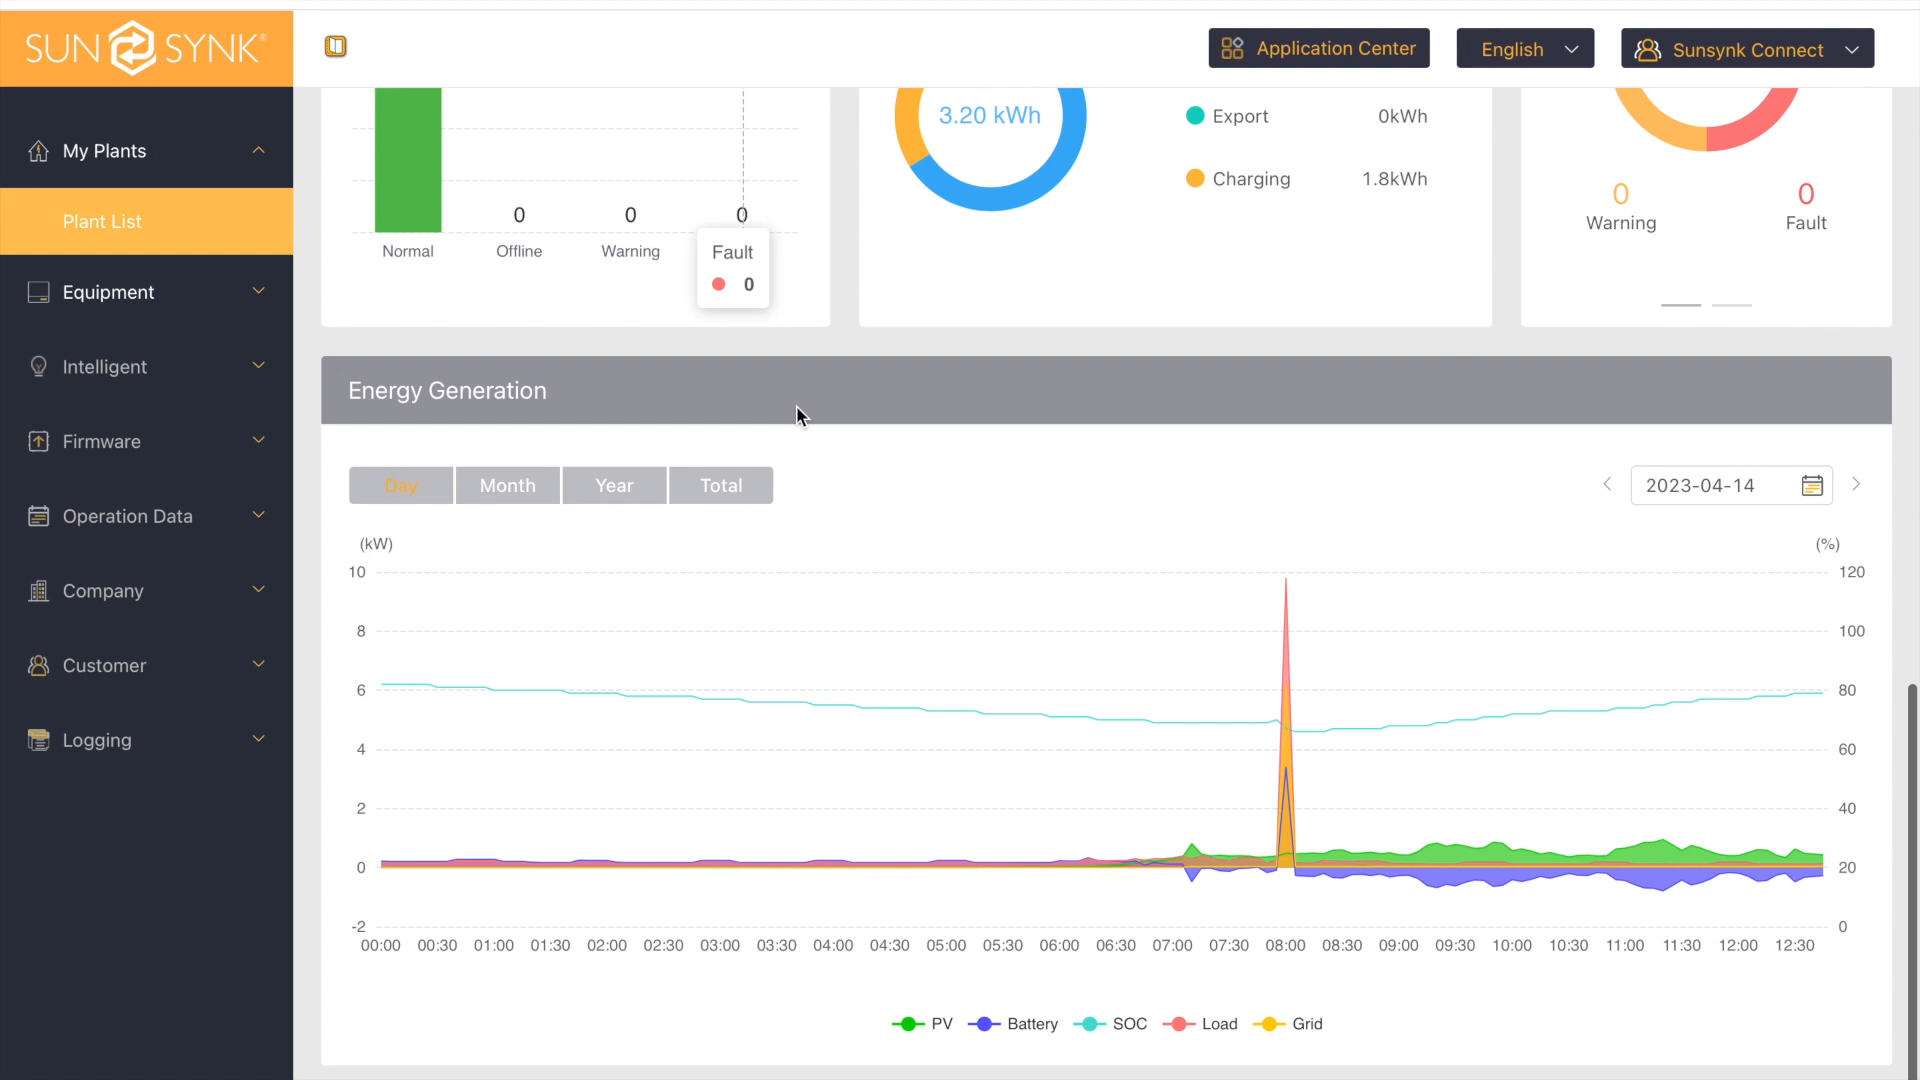 SUN SYNK®
Application Center
English
Sunsynk Connect
My Plants
Plant List
Equipment
Intelligent
Firmware
Operation Data
Company
Customer
Logging
0
0
0
Normal
Offline
Warning
Fault
0
3.20 kWh
Export 0kWh
Charging 1.8kWh
0
Warning
0
Fault
Energy Generation
Day Month Year Total
2023-04-14
(kW)
(%)
10
8
6
4
2
0
-2
120
100
80
60
40
20
0
00:00 00:30 01:00 01:30 02:00 02:30 03:00 03:30 04:00 04:30 05:00 05:30 06:00 06:30 07:00 07:30 08:00 08:30 09:00 09:30 10:00 10:30 11:00 11:30 12:00 12:30
PV Battery SOC Load Grid